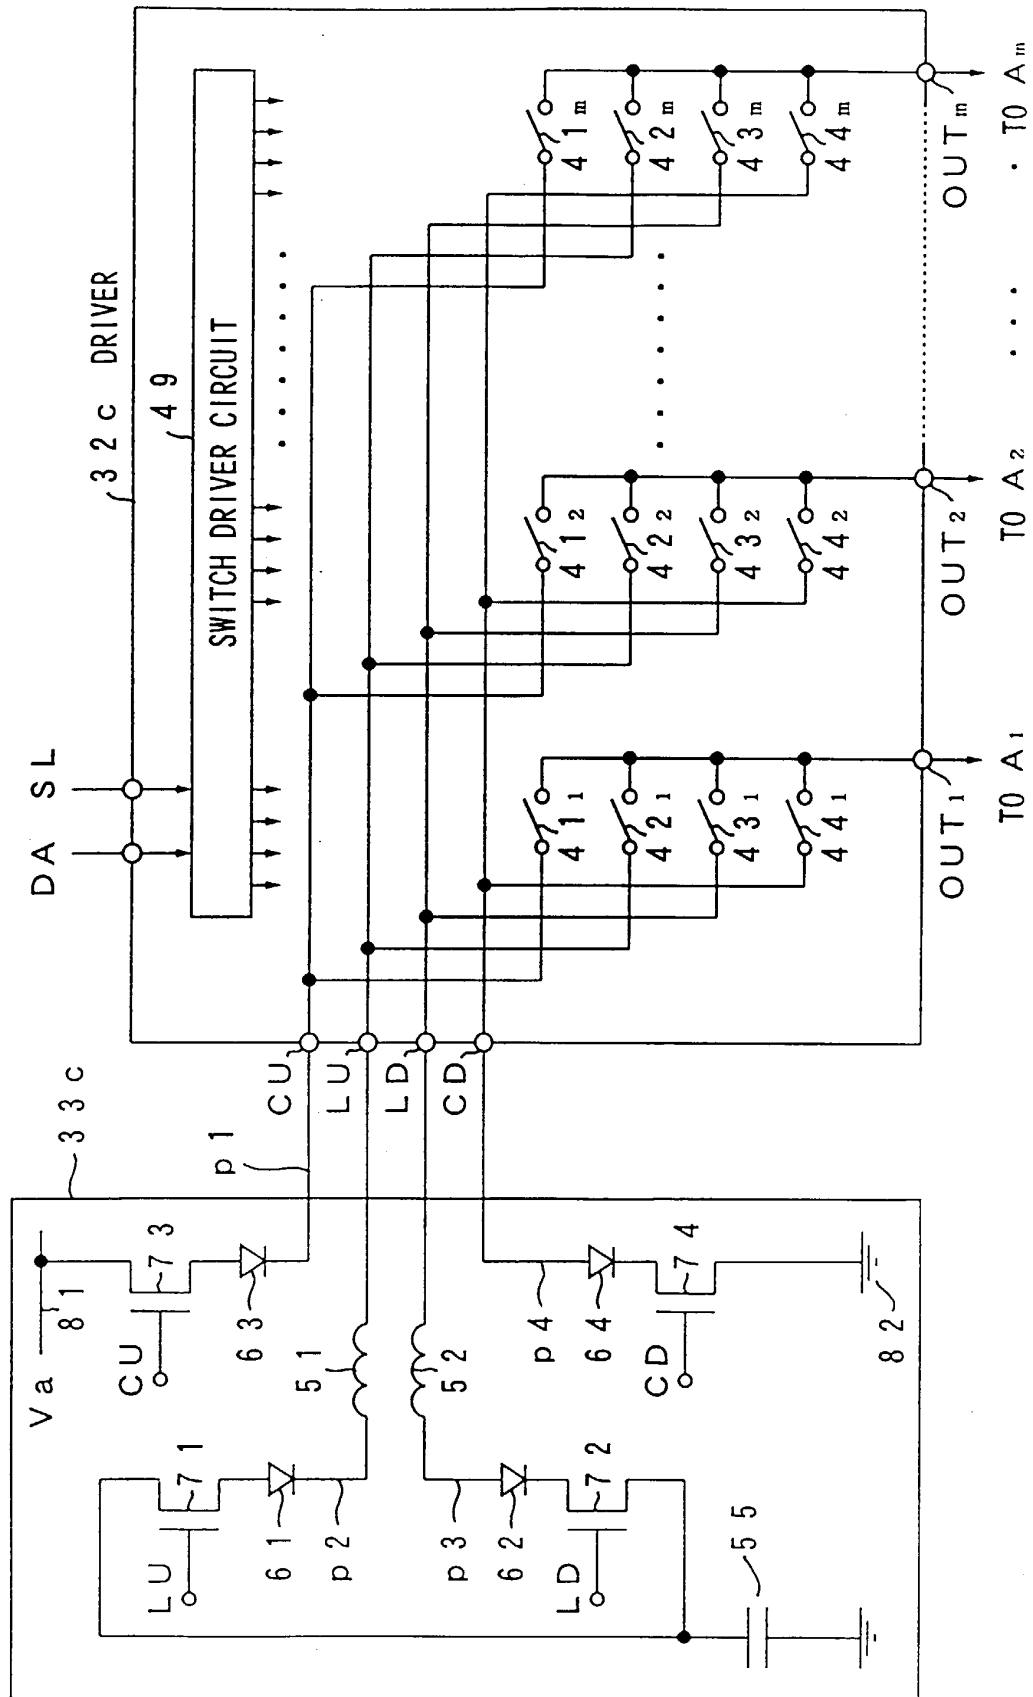 DA
SL
32c DRIVER
49
SWITCH DRIVER CIRCUIT
33c
p1
CU
LU
LD
CD
Va
81
CU
73
63
LU
71
61
p2
51
52
p3
62
LD
72
55
p4
64
CD
74
82
41₁
42₁
43₁
44₁
41₂
42₂
43₂
44₂
41m
42m
43m
44m
OUT₁
TO A₁
OUT₂
TO A₂
OUTm
TO Am